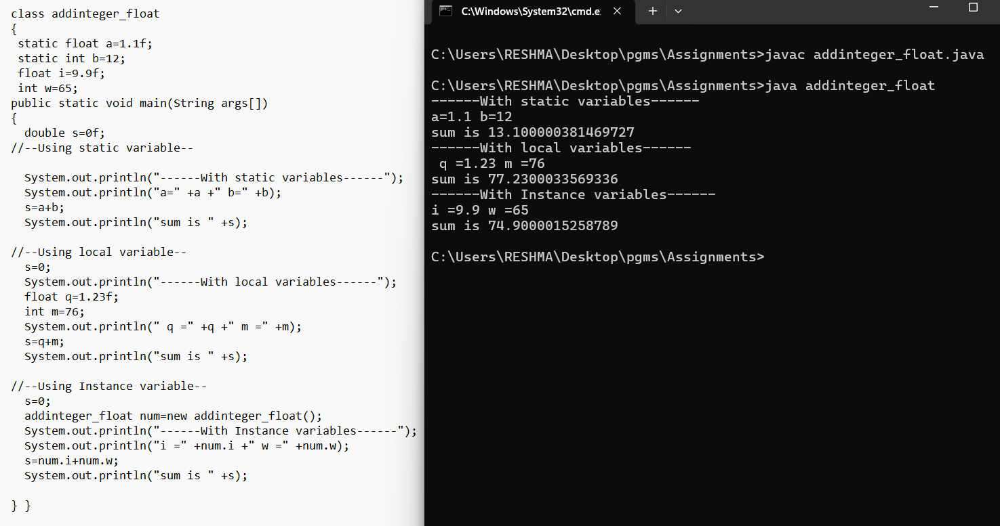 class addinteger_float
{
static float a=1.1f;
static int b=12;
float i=9.9f;
int w=65;
public static void main(String args[])
{
double s=0f;
//--Using static variable--
System.out.println("------With static variables------");
System.out.println("a=" +a +" b=" +b);
s=a+b;
System.out.println("sum is " +s);
//--Using local variable--
s=0;
System.out.println("------With local variables------");
float q=1.23f;
int m=76;
System.out.println(" q =" +q +" m =" +m);
s=q+m;
System.out.println("sum is " +s);
//--Using Instance variable--
s=0;
addinteger_float num=new addinteger_float();
System.out.println("------With Instance variables------");
System.out.println("i =" +num.i +" w =" +num.w);
s=num.i+num.w;
System.out.println("sum is " +s);
} }
C:\Windows\System32\cmd.e
C:\Users\RESHMA\Desktop\pgms\Assignments>javac addinteger_float.java
C:\Users\RESHMA\Desktop\pgms\Assignments>java addinteger_float
------With static variables------
a=1.1 b=12
sum is 13.100000381469727
------With local variables------
q =1.23 m =76
sum is 77.2300033569336
------With Instance variables------
i =9.9 w =65
sum is 74.9000015258789
C:\Users\RESHMA\Desktop\pgms\Assignments>